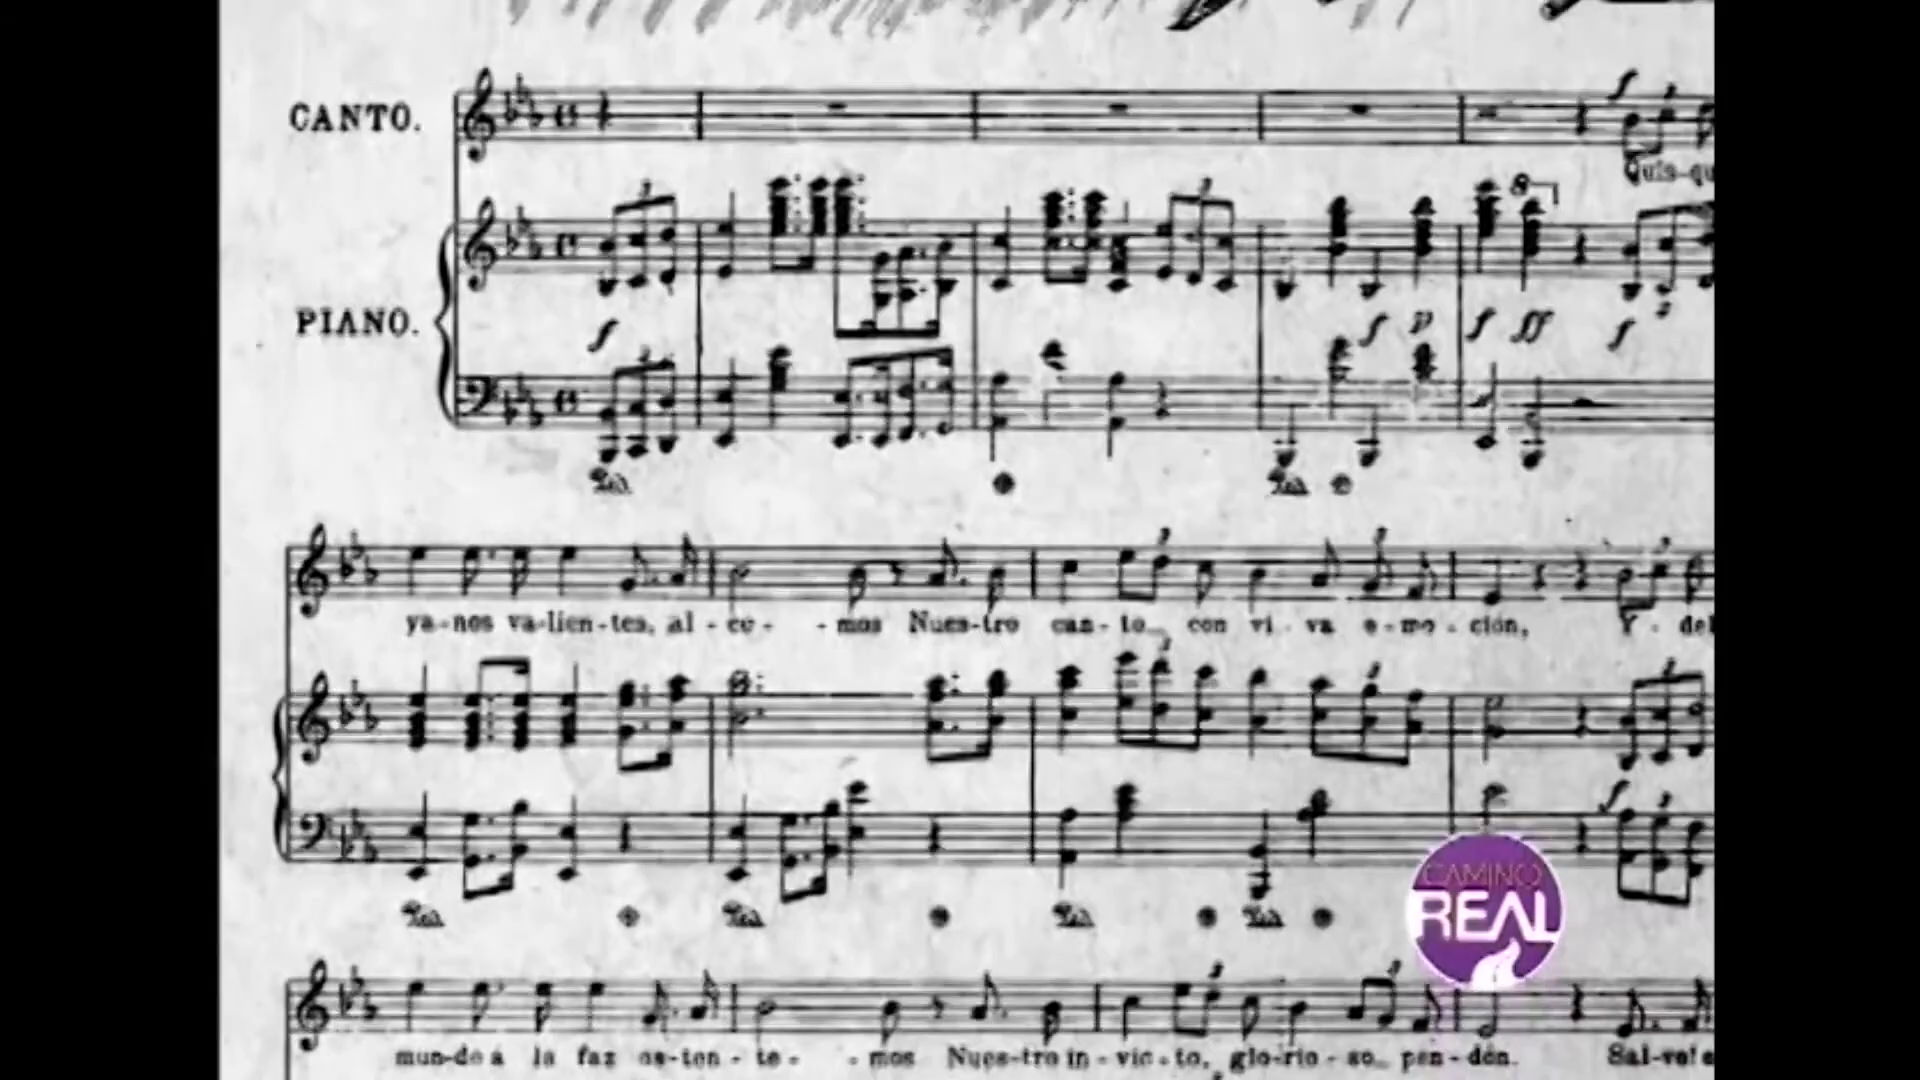 CANTO.
Quis-qu
PIANO.
ya-nos va-lien-tes, al - ce - - mos Nues-tro can - to con vi - va e - mo - ción, Y - del
CAMINO
REAL
mun-do á la faz os-ten - te - - mos Nues-tro in - vic - to, glo-rio - so pen - dón. Sal-ve! e